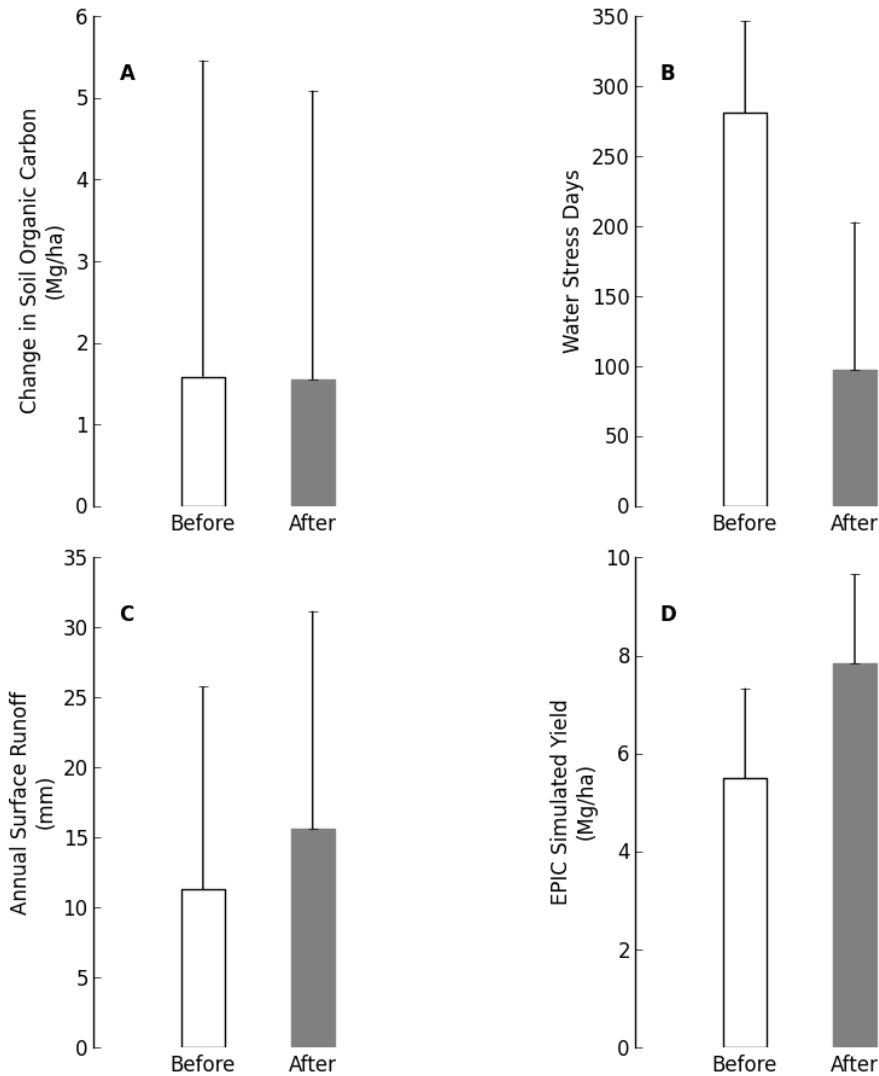 A
Change in Soil Organic Carbon
(Mg/ha)
6
5
4
3
2
1
0
Before After
B
Water Stress Days
350
300
250
200
150
100
50
0
Before After
C
Annual Surface Runoff
(mm)
35
30
25
20
15
10
5
0
Before After
D
EPIC Simulated Yield
(Mg/ha)
10
8
6
4
2
0
Before After